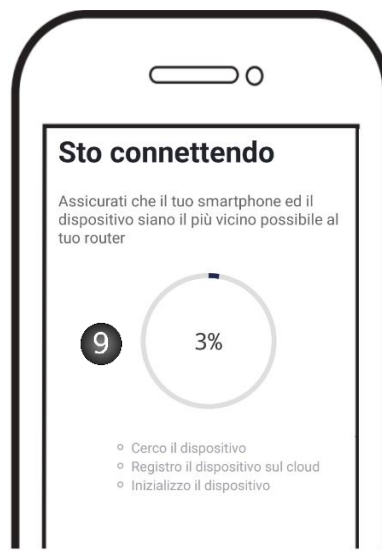 Sto connettendo
Assicurati che il tuo smartphone ed il
dispositivo siano il più vicino possibile al
tuo router
9
3%
Cerco il dispositivo
Registro il dispositivo sul cloud
Inizializzo il dispositivo